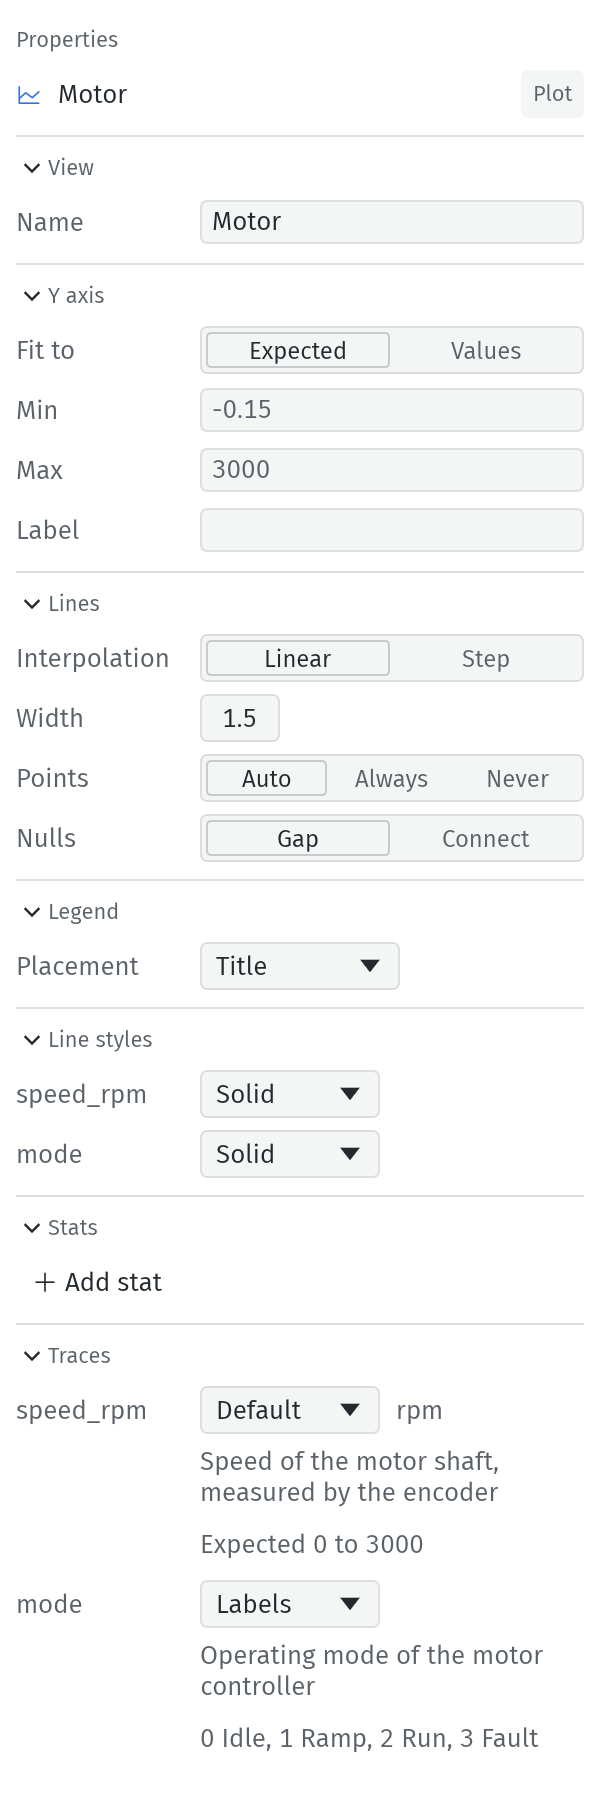 Properties
Motor Plot
View
Name Motor
Y axis
Fit to Expected Values
Min -0.15
Max 3000
Label
Lines
Interpolation Linear Step
Width 1.5
Points Auto Always Never
Nulls Gap Connect
Legend
Placement Title
Line styles
speed_rpm Solid
mode Solid
Stats
+ Add stat
Traces
speed_rpm Default rpm
Speed of the motor shaft,
measured by the encoder
Expected 0 to 3000
mode Labels
Operating mode of the motor
controller
0 Idle, 1 Ramp, 2 Run, 3 Fault